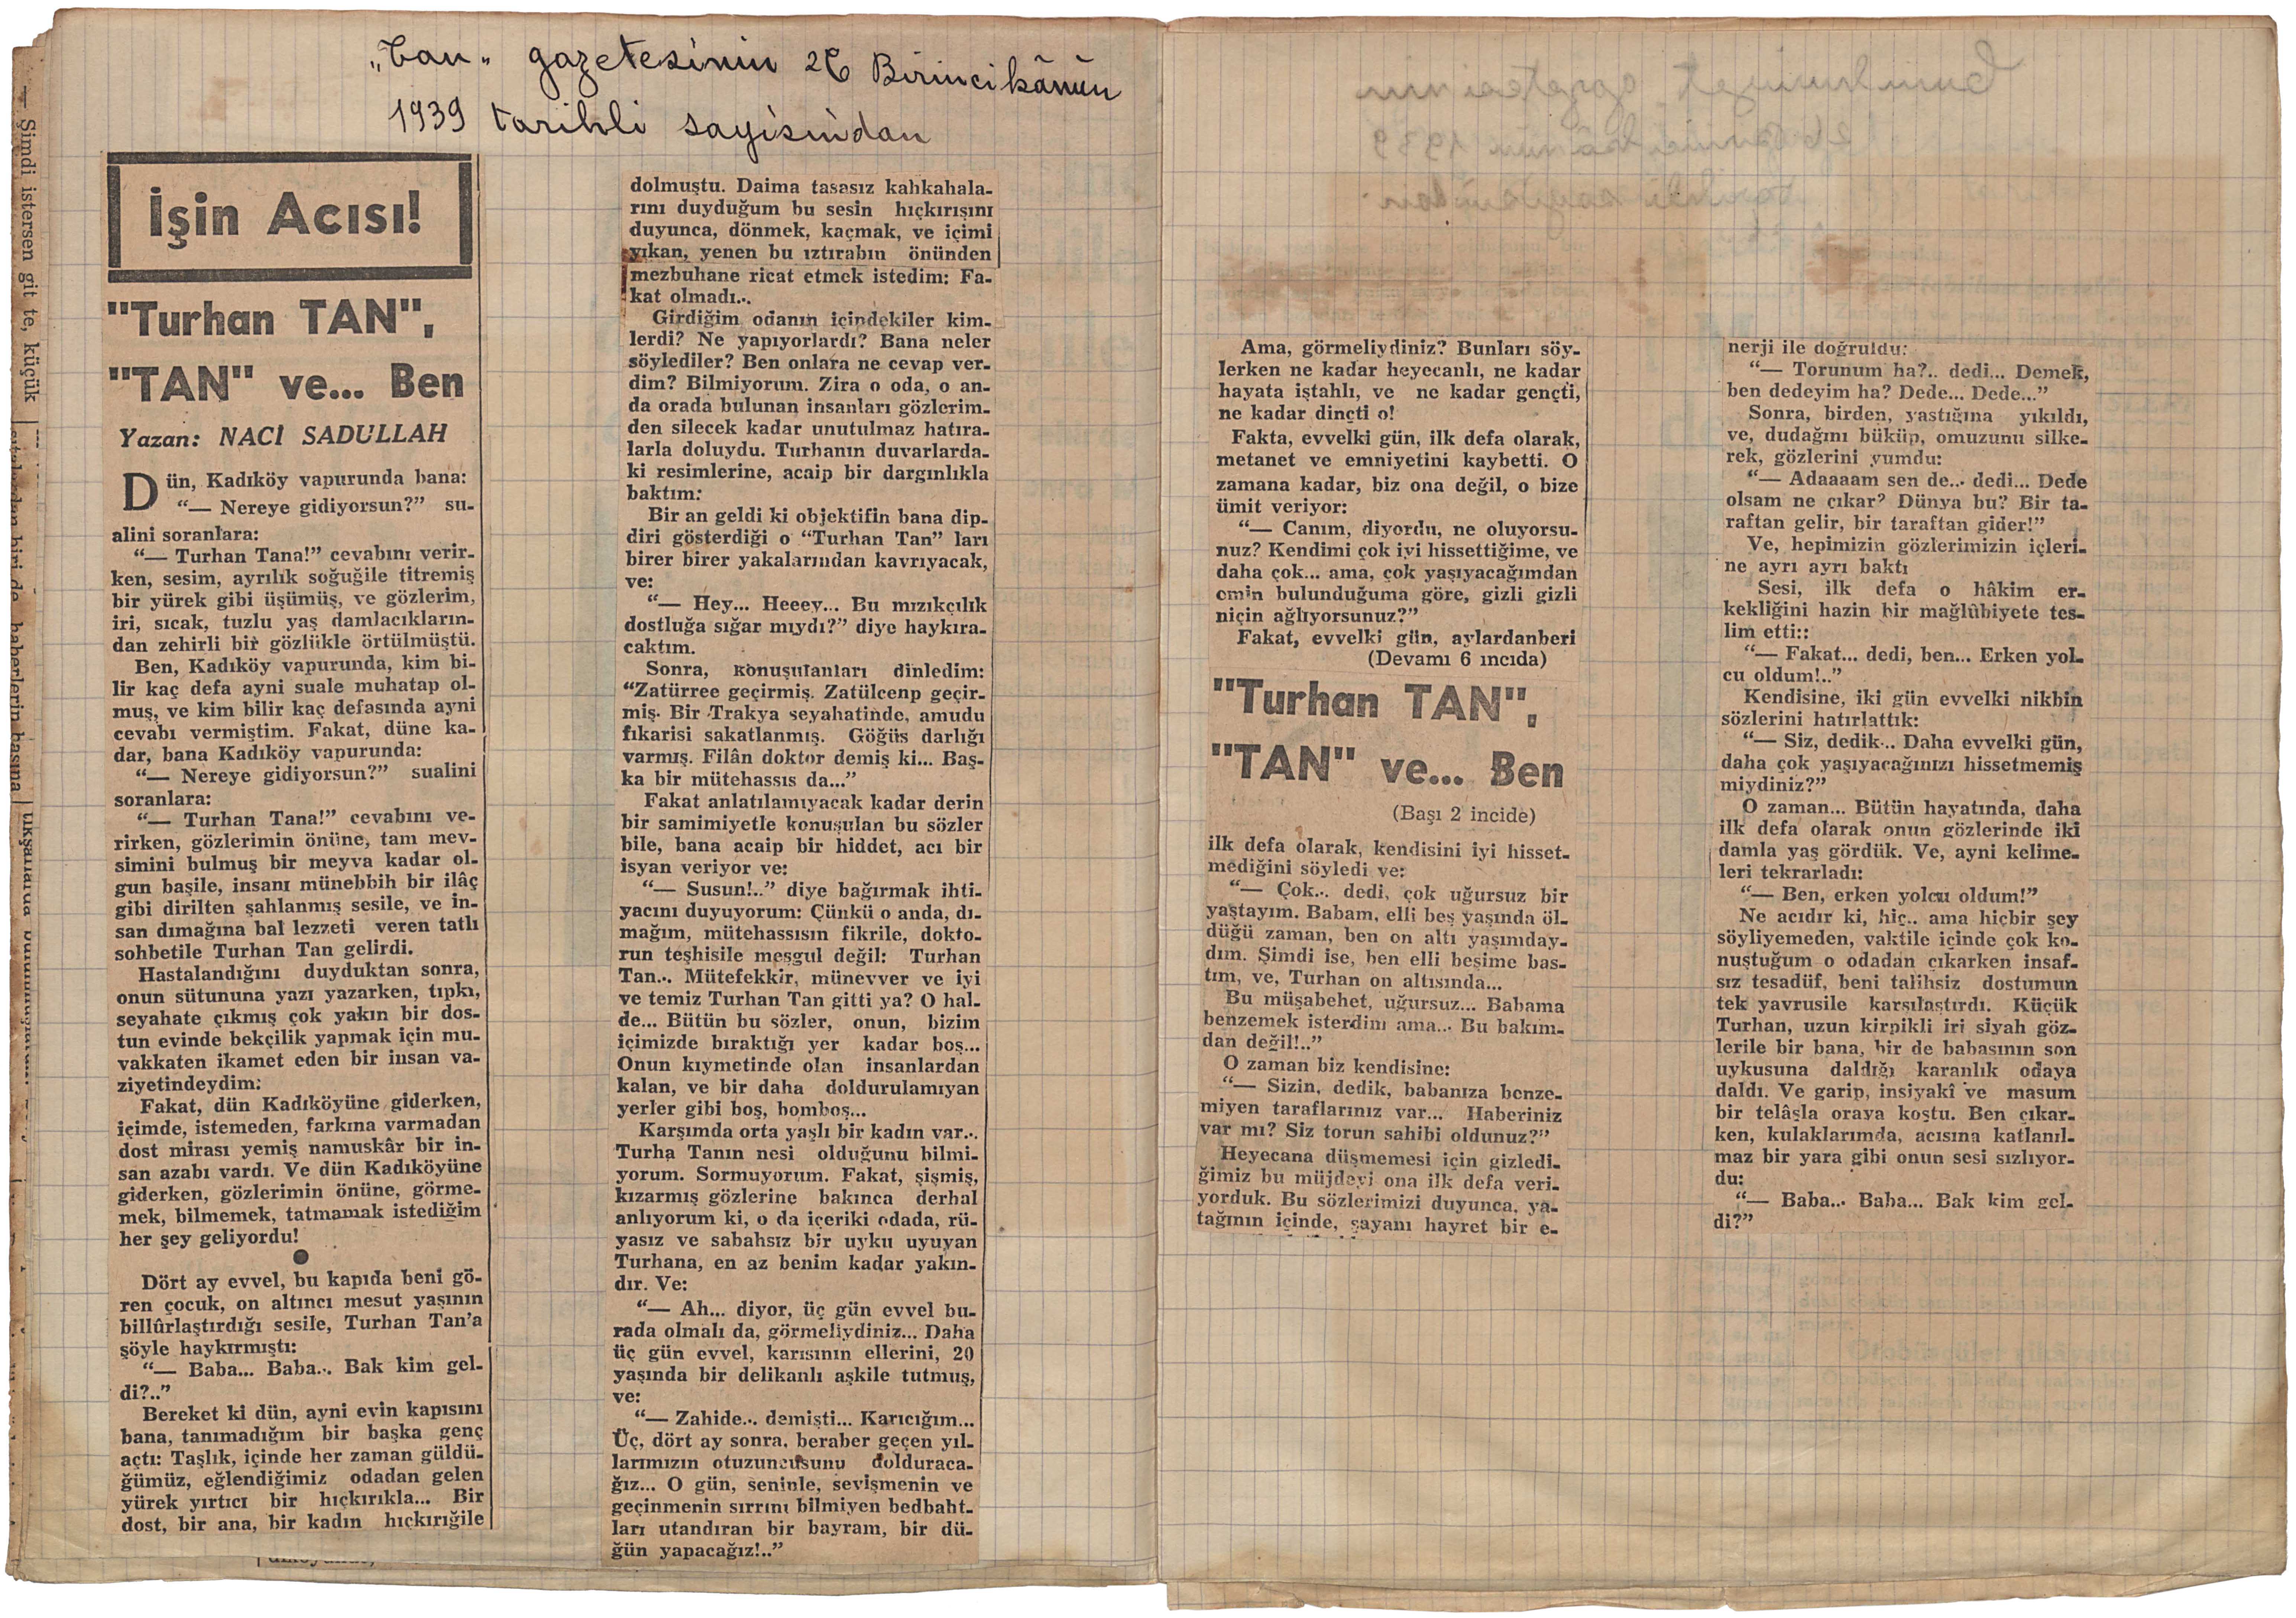 „Tan„ gazetesinin 26 Birincikânûn
1939 tarihli sayısından
İşin Acısı!
"Turhan TAN",
"TAN" ve... Ben
Yazan: NACİ SADULLAH
Dün, Kadıköy vapurunda bana:
“— Nereye gidiyorsun?” su-
alini soranlara:
“— Turhan Tana!” cevabını verir-
ken, sesim, ayrılık soğuğile titremiş
bir yürek gibi üşümüş, ve gözlerim,
iri, sıcak, tuzlu yaş damlacıkların-
dan zehirli bir gözlükle örtülmüştü.
Ben, Kadıköy vapurunda, kim bi-
lir kaç defa ayni suale muhatap ol-
muş, ve kim bilir kaç defasında ayni
cevabı vermiştim. Fakat, düne ka-
dar, bana Kadıköy vapurunda:
“— Nereye gidiyorsun?” sualini
soranlara:
“— Turhan Tana!” cevabını ve-
rirken, gözlerimin önüne, tam mev-
simini bulmuş bir meyva kadar ol-
gun başile, insanı münebbih bir ilâç
gibi dirilten şahlanmış sesile, ve in-
san dımağına bal lezzeti veren tatlı
sohbetile Turhan Tan gelirdi.
Hastalandığını duyduktan sonra,
onun sütununa yazı yazarken, tıpkı,
seyahate çıkmış çok yakın bir dos-
tun evinde bekçilik yapmak için mu-
vakkaten ikamet eden bir insan va-
ziyetindeydim:
Fakat, dün Kadıköyüne giderken,
içimde, istemeden, farkına varmadan
dost mirası yemiş namuskâr bir in-
san azabı vardı. Ve dün Kadıköyüne
giderken, gözlerimin önüne, görme-
mek, bilmemek, tatmamak istediğim
her şey geliyordu!
●
Dört ay evvel, bu kapıda beni gö-
ren çocuk, on altıncı mesut yaşının
billûrlaştırdığı sesile, Turhan Tan’a
şöyle haykırmıştı:
“— Baba... Baba... Bak kim gel-
di?..”
Bereket ki dün, ayni evin kapısını
bana, tanımadığım bir başka genç
açtı: Taşlık, içinde her zaman güldü-
ğümüz, eğlendiğimiz odadan gelen
yürek yırtıcı bir hıçkırıkla... Bir
dost, bir ana, bir kadın hıçkırığile
dolmuştu. Daima tasasız kahkahala-
rını duyduğum bu sesin hıçkırışını
duyunca, dönmek, kaçmak, ve içimi
yıkan, yenen bu ıztırabın önünden
mezbuhane ricat etmek istedim: Fa-
kat olmadı...
Girdiğim odanın içindekiler kim-
lerdi? Ne yapıyorlardı? Bana neler
söylediler? Ben onlara ne cevap ver-
dim? Bilmiyorum. Zira o oda, o an-
da orada bulunan insanları gözlerim-
den silecek kadar unutulmaz hatıra-
larla doluydu. Turhanın duvarlarda-
ki resimlerine, acaip bir dargınlıkla
baktım:
Bir an geldi ki objektifin bana dip-
diri gösterdiği o “Turhan Tan” ları
birer birer yakalarından kavrıyacak,
ve:
“— Hey... Heeey... Bu mızıkçılık
dostluğa sığar mıydı?” diye haykıra-
caktım.
Sonra, konuşulanları dinledim:
“Zatürree geçirmiş. Zatülcenp geçir-
miş. Bir Trakya seyahatinde, amudu
fıkarisi sakatlanmış. Göğüs darlığı
varmış. Filân doktor demiş ki... Baş-
ka bir mütehassıs da...”
Fakat anlatılamıyacak kadar derin
bir samimiyetle konuşulan bu sözler
bile, bana acaip bir hiddet, acı bir
isyan veriyor ve:
“— Susun!..” diye bağırmak ihti-
yacını duyuyorum: Çünkü o anda, dı-
mağım, mütehassısın fikrile, dokto-
run teşhisile meşgul değil: Turhan
Tan... Mütefekkir, münevver ve iyi
ve temiz Turhan Tan gitti ya? O hal-
de... Bütün bu sözler, onun, bizim
içimizde bıraktığı yer kadar boş...
Onun kıymetinde olan insanlardan
kalan, ve bir daha doldurulamıyan
yerler gibi boş, bomboş...
Karşımda orta yaşlı bir kadın var...
Turha Tanın nesi olduğunu bilmi-
yorum. Sormuyorum. Fakat, şişmiş,
kızarmış gözlerine bakınca derhal
anlıyorum ki, o da içeriki odada, rü-
yasız ve sabahsız bir uyku uyuyan
Turhana, en az benim kadar yakın-
dır. Ve:
“— Ah... diyor, üç gün evvel bu-
rada olmalı da, görmeliydiniz... Daha
üç gün evvel, karısının ellerini, 20
yaşında bir delikanlı aşkile tutmuş,
ve:
“— Zahide... demişti... Karıcığım...
Üç, dört ay sonra, beraber geçen yıl-
larımızın otuzuncusunu dolduraca-
ğız... O gün, seninle, sevişmenin ve
geçinmenin sırrını bilmiyen bedbaht-
ları utandıran bir bayram, bir dü-
ğün yapacağız!..”
Ama, görmeliydiniz? Bunları söy-
lerken ne kadar heyecanlı, ne kadar
hayata iştahlı, ve ne kadar gençti,
ne kadar dinçti o!
Fakta, evvelki gün, ilk defa olarak,
metanet ve emniyetini kaybetti. O
zamana kadar, biz ona değil, o bize
ümit veriyor:
“— Canım, diyordu, ne oluyorsu-
nuz? Kendimi çok iyi hissettiğime, ve
daha çok... ama, çok yaşıyacağımdan
emin bulunduğuma göre, gizli gizli
niçin ağlıyorsunuz?”
Fakat, evvelki gün, aylardanberi
(Devamı 6 ıncıda)
"Turhan TAN",
"TAN" ve... Ben
(Başı 2 incide)
ilk defa olarak, kendisini iyi hisset-
mediğini söyledi ve:
“— Çok... dedi, çok uğursuz bir
yaştayım. Babam, elli beş yaşında öl-
düğü zaman, ben on altı yaşımday-
dım. Şimdi ise, ben elli beşime bas-
tım, ve, Turhan on altısında...
Bu müşabehet, uğursuz... Babama
benzemek isterdim ama... Bu bakım-
dan değil!..”
O zaman biz kendisine:
“— Sizin, dedik, babanıza benze-
miyen taraflarınız var... Haberiniz
var mı? Siz torun sahibi oldunuz?”
Heyecana düşmemesi için gizledi-
ğimiz bu müjdeyi ona ilk defa veri-
yorduk. Bu sözlerimizi duyunca, ya-
tağının içinde, şayanı hayret bir e-
nerji ile doğruldu:
“— Torunum ha?.. dedi... Demek,
ben dedeyim ha? Dede... Dede...”
Sonra, birden, yastığına yıkıldı,
ve, dudağını büküp, omuzunu silke-
rek, gözlerini yumdu:
“— Adaaaam sen de... dedi... Dede
olsam ne çıkar? Dünya bu? Bir ta-
raftan gelir, bir taraftan gider!”
Ve, hepimizin gözlerimizin içleri-
ne ayrı ayrı baktı
Sesi, ilk defa o hâkim er-
kekliğini hazin bir mağlûbiyete tes-
lim etti::
“— Fakat... dedi, ben... Erken yol-
cu oldum!..”
Kendisine, iki gün evvelki nikbin
sözlerini hatırlattık:
“— Siz, dedik... Daha evvelki gün,
daha çok yaşıyacağınızı hissetmemiş
miydiniz?”
O zaman... Bütün hayatında, daha
ilk defa olarak onun gözlerinde iki
damla yaş gördük. Ve, ayni kelime-
leri tekrarladı:
“— Ben, erken yolcu oldum!”
Ne acıdır ki, hiç.. ama hiçbir şey
söyliyemeden, vaktile içinde çok ko-
nuştuğum o odadan çıkarken insaf-
sız tesadüf, beni talihsiz dostumun
tek yavrusile karşılaştırdı. Küçük
Turhan, uzun kirpikli iri siyah göz-
lerile bir bana, bir de babasının son
uykusuna daldığı karanlık odaya
daldı. Ve garip, insiyakî ve masum
bir telâşla oraya koştu. Ben çıkar-
ken, kulaklarımda, acısına katlanıl-
maz bir yara gibi onun sesi sızlıyor-
du:
“— Baba... Baba... Bak kim gel-
di?”
— Şimdi istersen git te, küçük